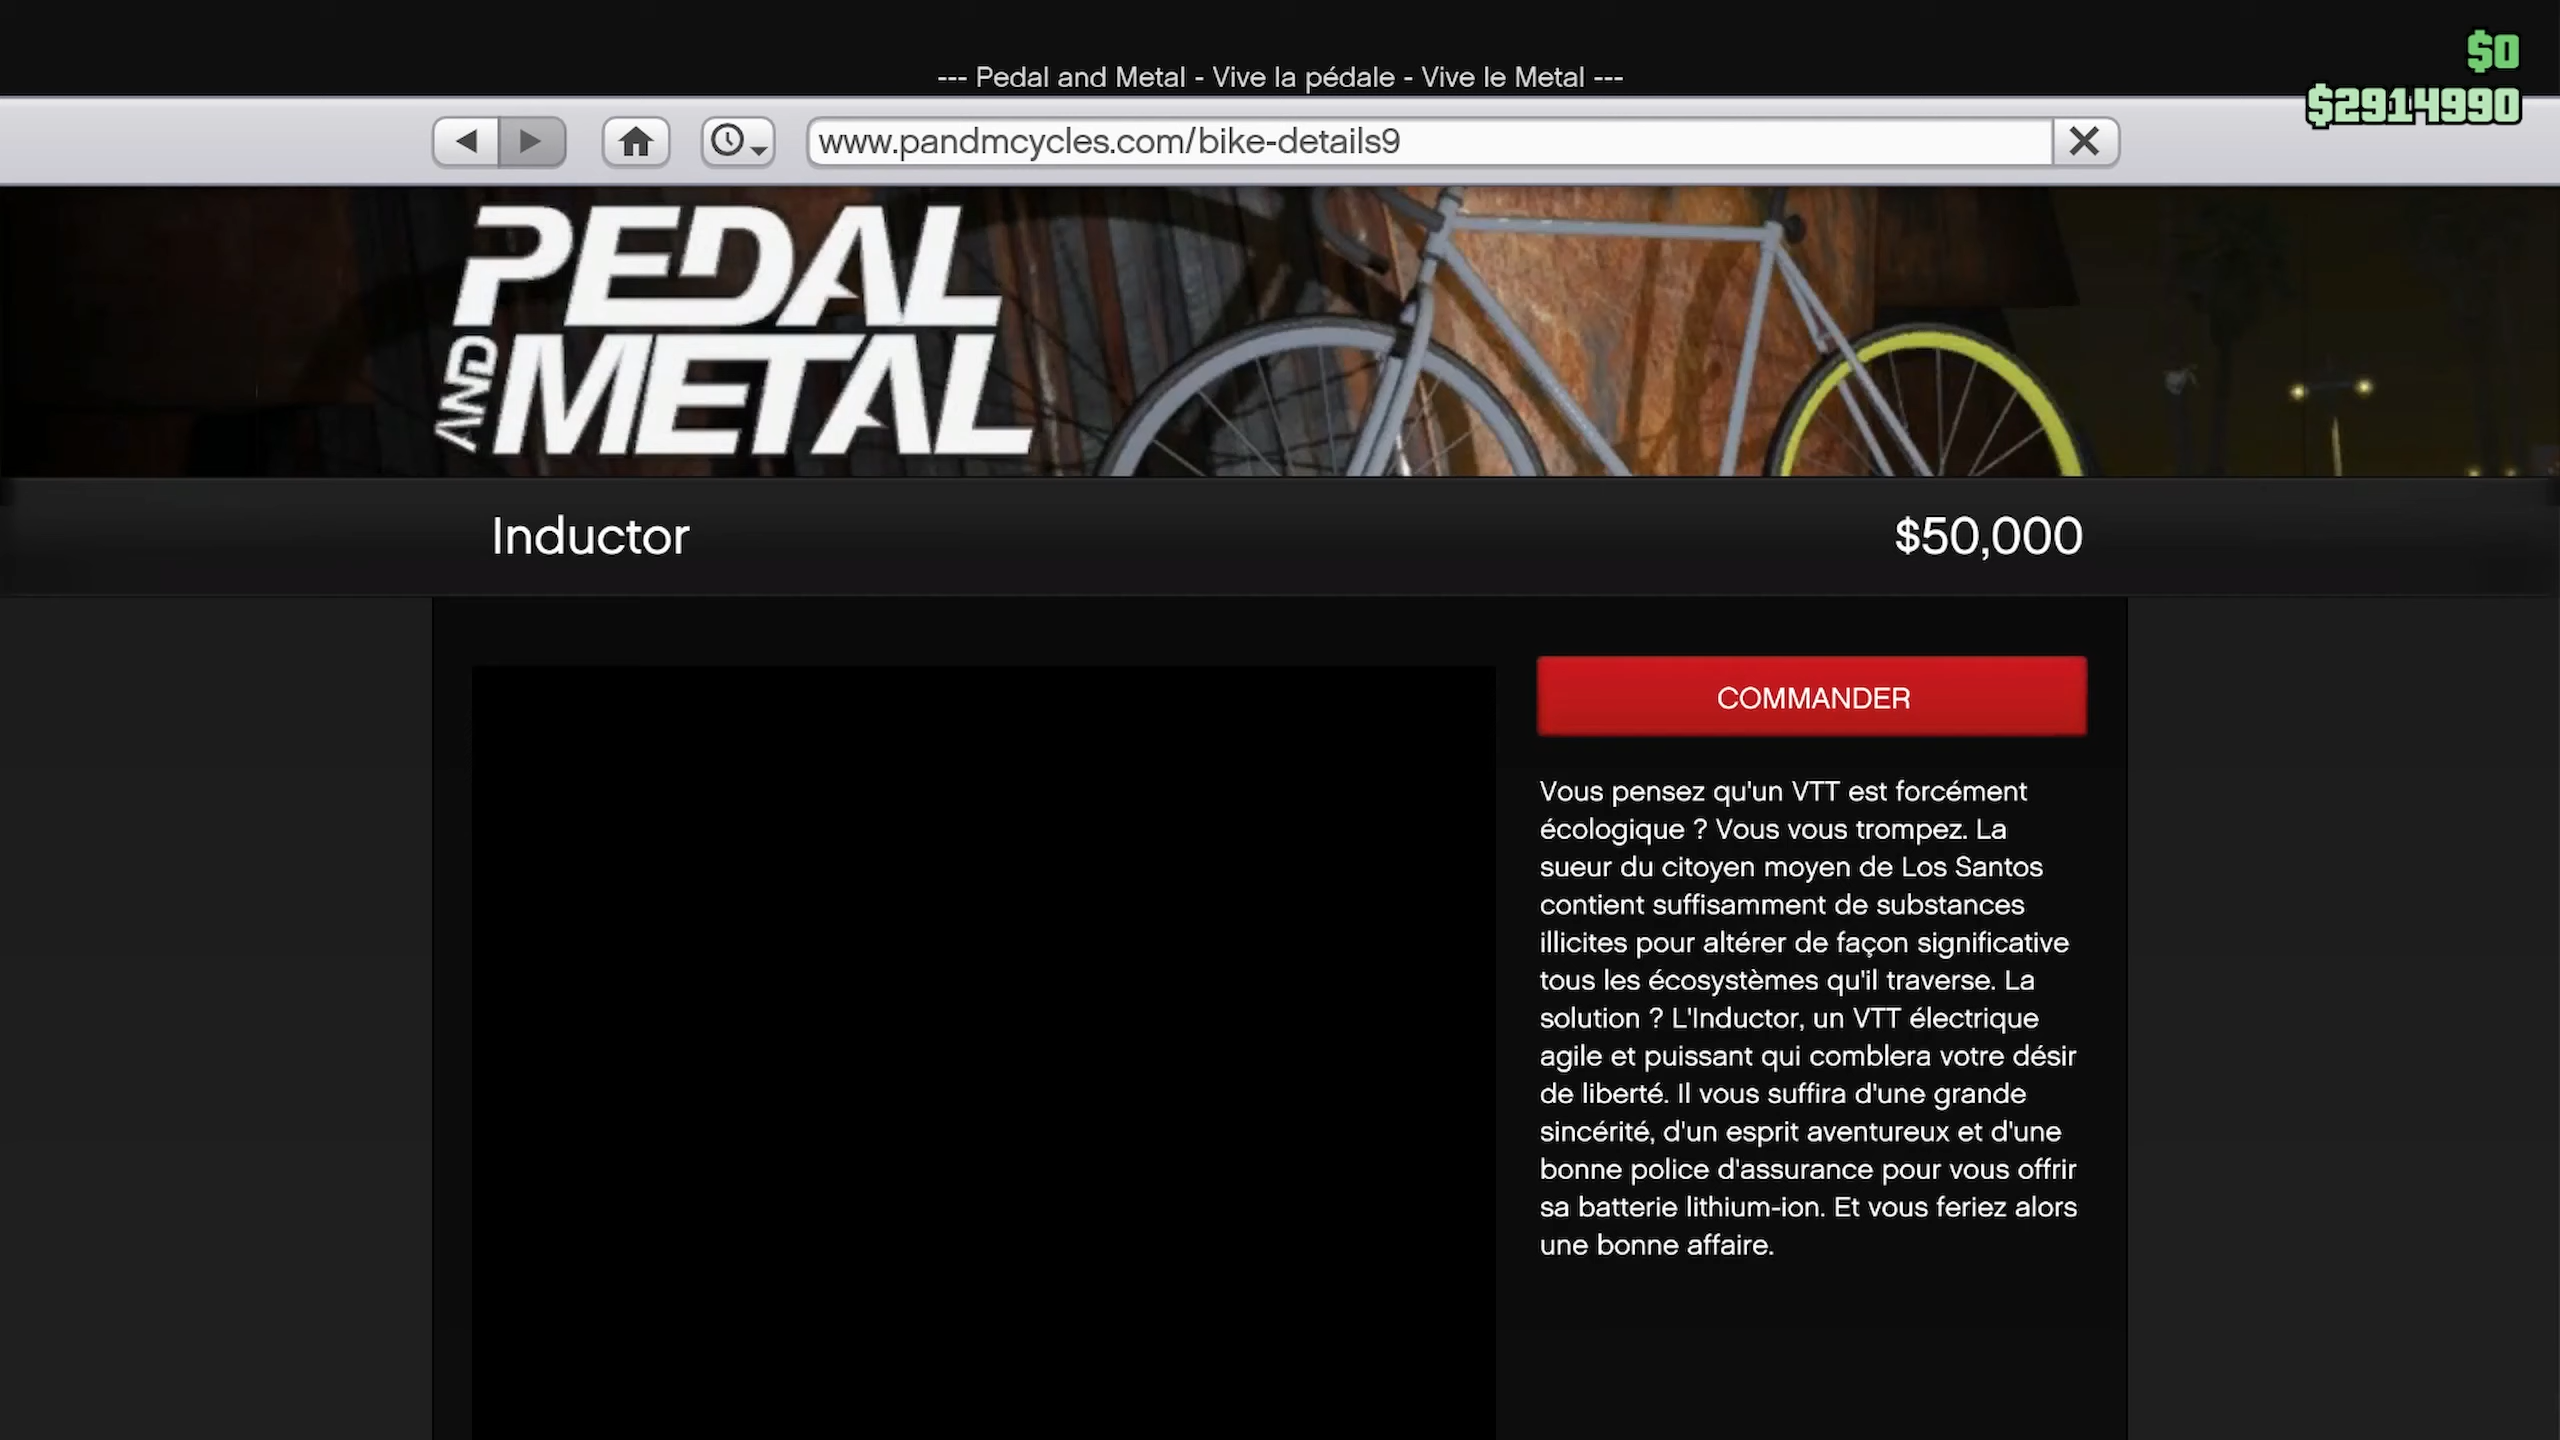 $0
--- Pedal and Metal - Vive la pédale - Vive le Metal ---
$2914990
www.pandmcycles.com/bike-details9
PEDAL
AND METAL
Inductor
$50,000
COMMANDER
Vous pensez qu'un VTT est forcément
écologique ? Vous vous trompez. La
sueur du citoyen moyen de Los Santos
contient suffisamment de substances
illicites pour altérer de façon significative
tous les écosystèmes qu'il traverse. La
solution ? L'Inductor, un VTT électrique
agile et puissant qui comblera votre désir
de liberté. Il vous suffira d'une grande
sincérité, d'un esprit aventureux et d'une
bonne police d'assurance pour vous offrir
sa batterie lithium-ion. Et vous feriez alors
une bonne affaire.